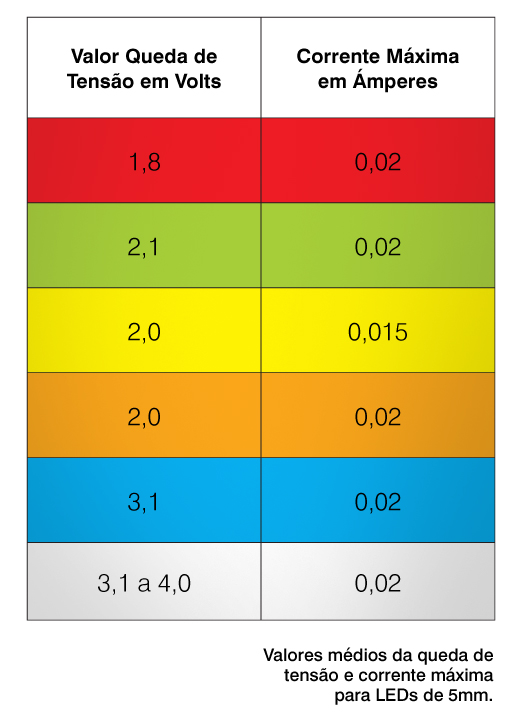 Valor Queda de
Tensão em Volts
Corrente Máxima
em Ámperes
1,8
0,02
2,1
0,02
2,0
0,015
2,0
0,02
3,1
0,02
3,1 a 4,0
0,02
Valores médios da queda de
tensão e corrente máxima
para LEDs de 5mm.